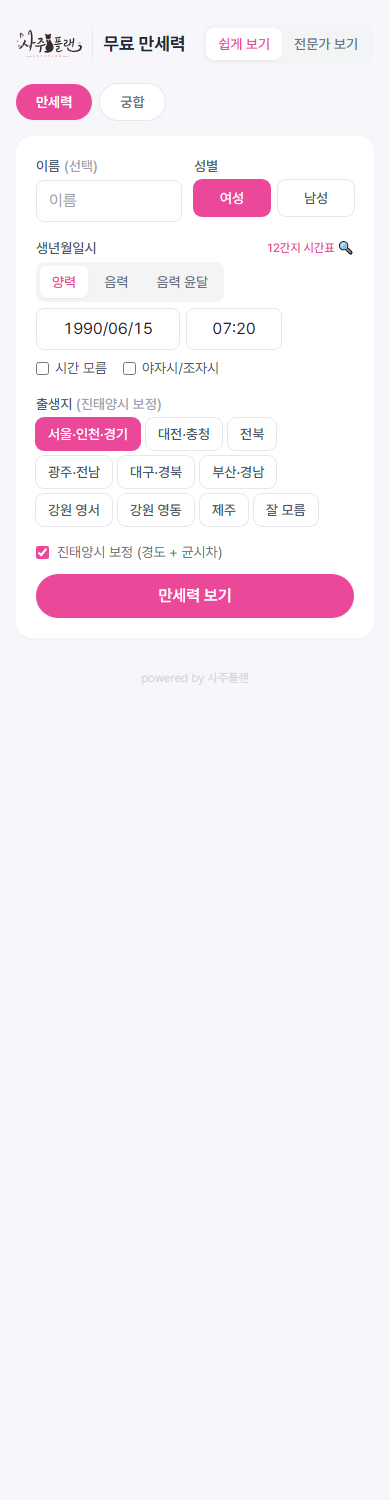 사주플랜 무료 만세력 쉽게 보기 전문가 보기
만세력 궁합
이름 (선택) 성별
이름 여성 남성
생년월일시 12간지 시간표
양력 음력 음력 윤달
1990/06/15 07:20
시간 모름 야자시/조자시
출생지 (진태양시 보정)
서울·인천·경기 대전·충청 전북
광주·전남 대구·경북 부산·경남
강원 영서 강원 영동 제주 잘 모름
진태양시 보정 (경도 + 균시차)
만세력 보기
powered by 사주플랜